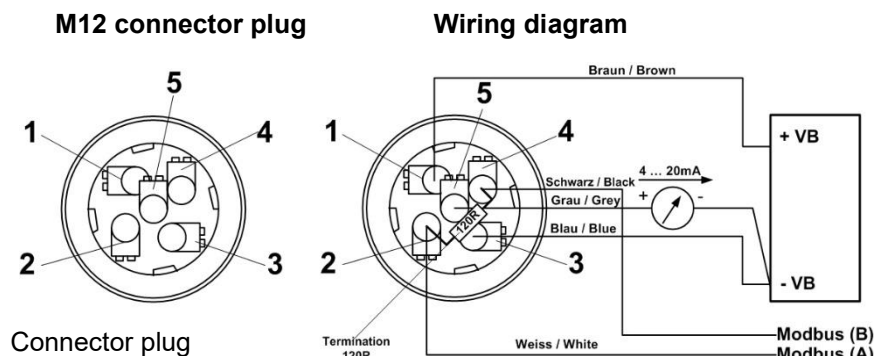 M12 connector plug
Wiring diagram
Braun / Brown
5
1
4
2
3
5
1
4
2
3
+ VB
4 ... 20mA
Schwarz / Black
+
-
Grau / Grey
120R
Blau / Blue
- VB
Connector plug
Termination
120R
Weiss / White
Modbus (B)
Modbus (A)